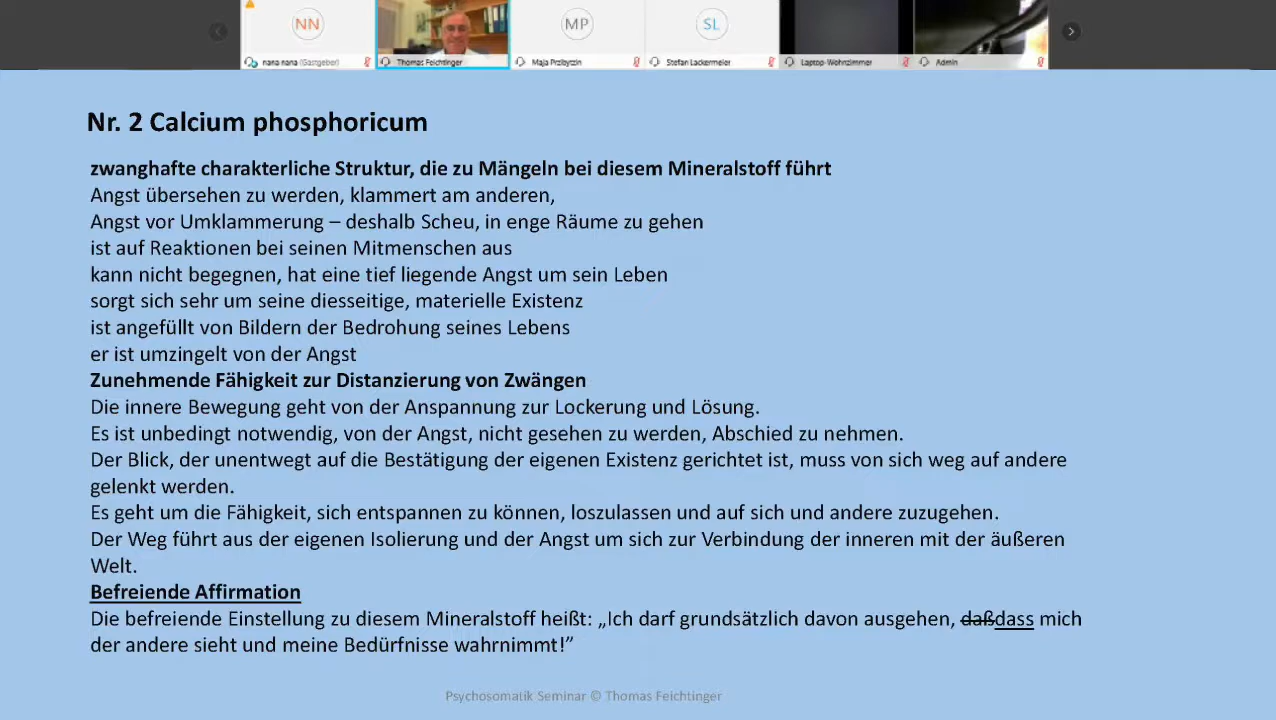 NN
MP
SL
nana nana (Gastgeber)
Thomas Feichtinger
Maja Przibytzin
Stefan Lackermeier
Laptop-Wohnzimmer
Admin
Nr. 2 Calcium phosphoricum
zwanghafte charakterliche Struktur, die zu Mängeln bei diesem Mineralstoff führt
Angst übersehen zu werden, klammert am anderen,
Angst vor Umklammerung – deshalb Scheu, in enge Räume zu gehen
ist auf Reaktionen bei seinen Mitmenschen aus
kann nicht begegnen, hat eine tief liegende Angst um sein Leben
sorgt sich sehr um seine diesseitige, materielle Existenz
ist angefüllt von Bildern der Bedrohung seines Lebens
er ist umzingelt von der Angst
Zunehmende Fähigkeit zur Distanzierung von Zwängen
Die innere Bewegung geht von der Anspannung zur Lockerung und Lösung.
Es ist unbedingt notwendig, von der Angst, nicht gesehen zu werden, Abschied zu nehmen.
Der Blick, der unentwegt auf die Bestätigung der eigenen Existenz gerichtet ist, muss von sich weg auf andere
gelenkt werden.
Es geht um die Fähigkeit, sich entspannen zu können, loszulassen und auf sich und andere zuzugehen.
Der Weg führt aus der eigenen Isolierung und der Angst um sich zur Verbindung der inneren mit der äußeren
Welt.
Befreiende Affirmation
Die befreiende Einstellung zu diesem Mineralstoff heißt: „Ich darf grundsätzlich davon ausgehen, daßdass mich
der andere sieht und meine Bedürfnisse wahrnimmt!”
Psychosomatik Seminar © Thomas Feichtinger